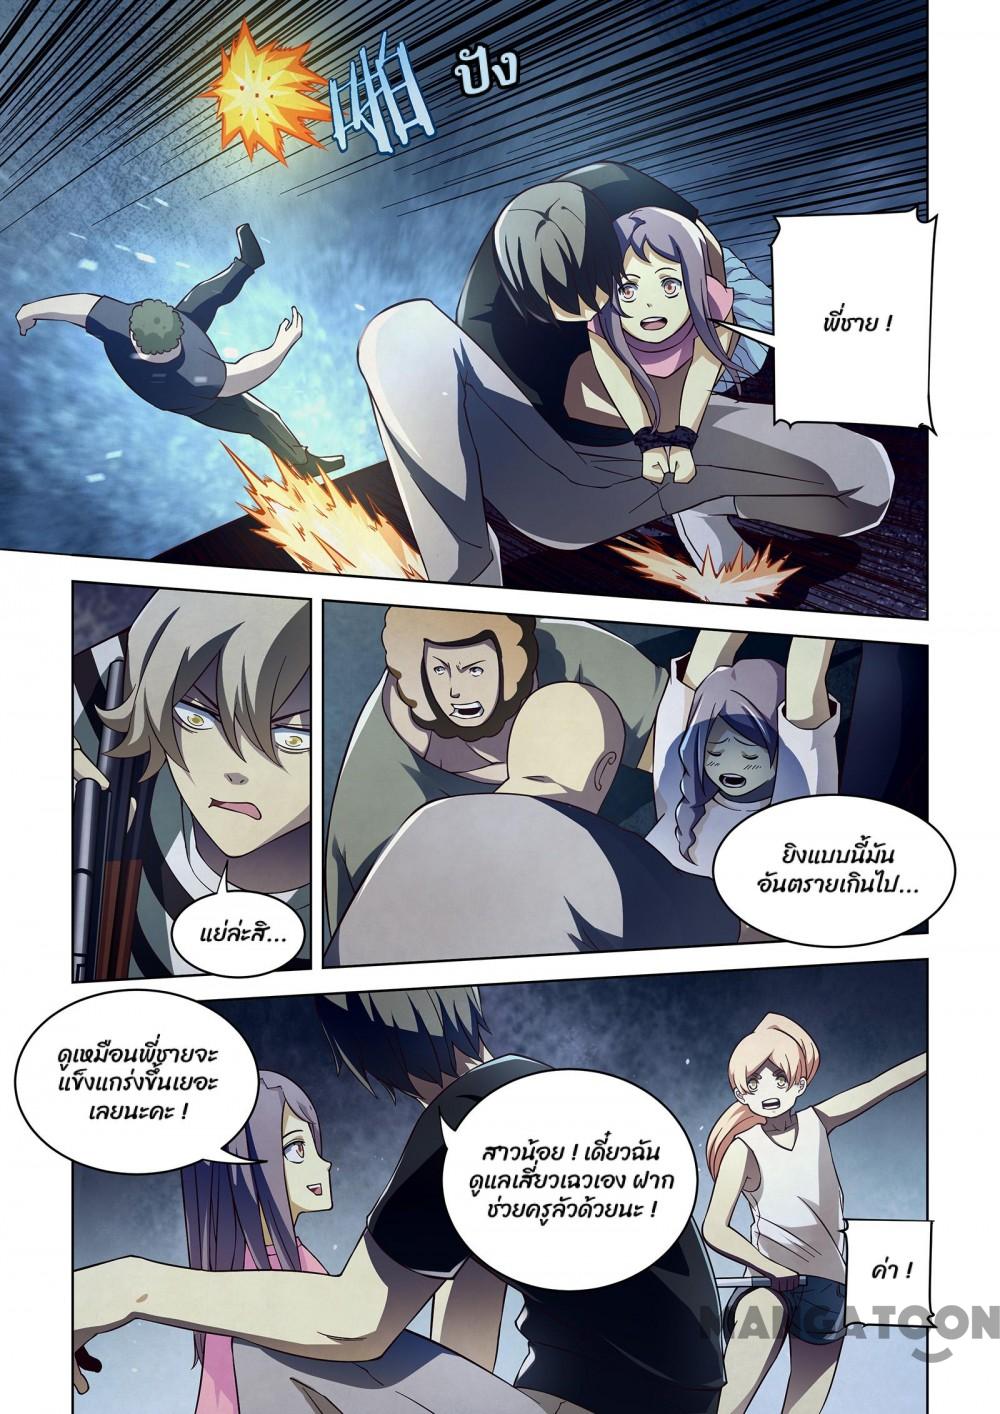 ปัง
พี่ชาย !
แย่ล่ะสิ...
ยิงแบบนี้มัน
อันตรายเกินไป...
ดูเหมือนพี่ชายจะ
แข็งแกร่งขึ้นเยอะ
เลยนะคะ !
สาวน้อย ! เดี๋ยวฉัน
ดูแลเสี่ยวเฉวเอง ฝาก
ช่วยครูลัวด้วยนะ !
ค่า !
MANGATOON